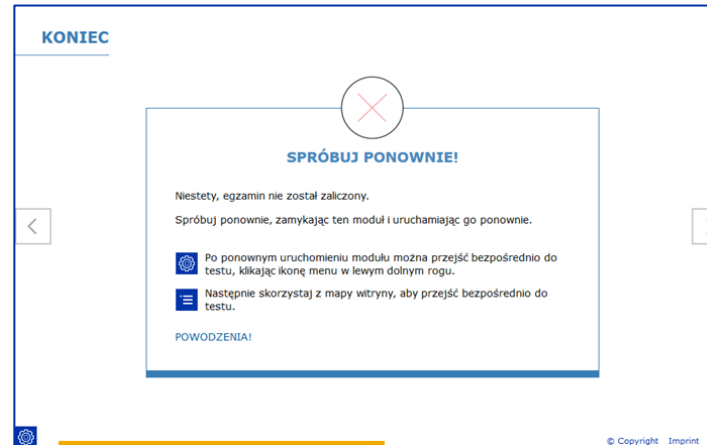 KONIEC
SPRÓBUJ PONOWNIE!
Niestety, egzamin nie został zaliczony.
Spróbuj ponownie, zamykając ten moduł i uruchamiając go ponownie.
Po ponownym uruchomieniu modułu można przejść bezpośrednio do
testu, klikając ikonę menu w lewym dolnym rogu.
Następnie skorzystaj z mapy witryny, aby przejść bezpośrednio do
testu.
POWODZENIA!
© Copyright Imprint